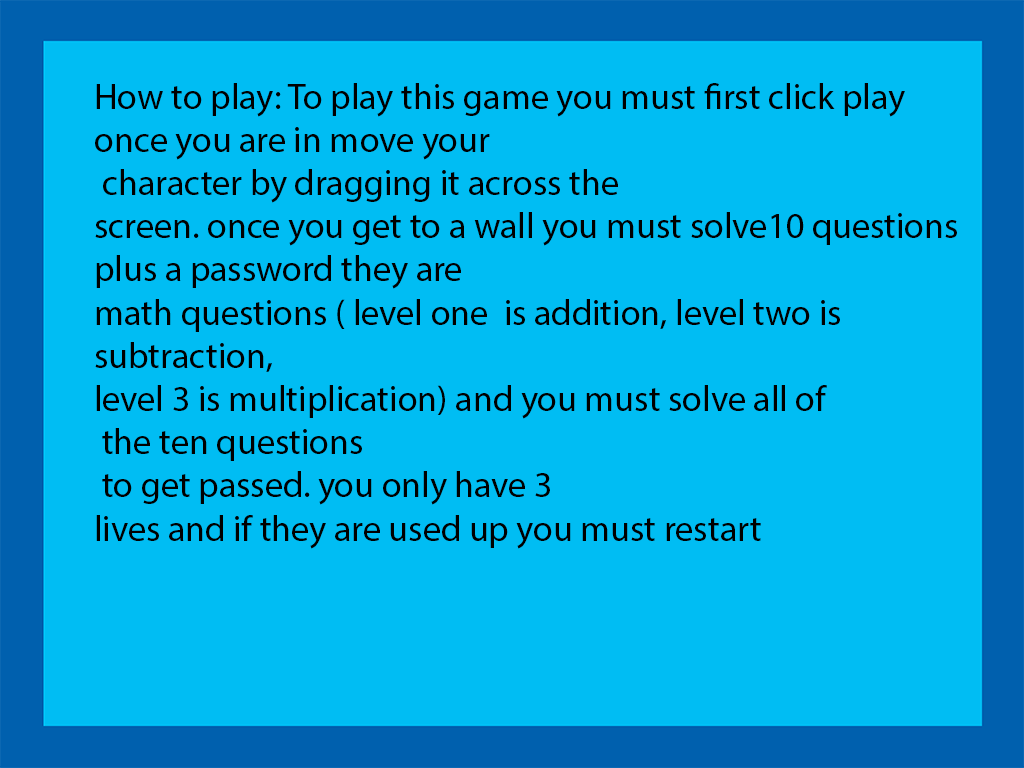 How to play: To play this game you must first click play
once you are in move your
character by dragging it across the
screen. once you get to a wall you must solve10 questions
plus a password they are
math questions ( level one  is addition, level two is
subtraction,
level 3 is multiplication) and you must solve all of
the ten questions
to get passed. you only have 3
lives and if they are used up you must restart